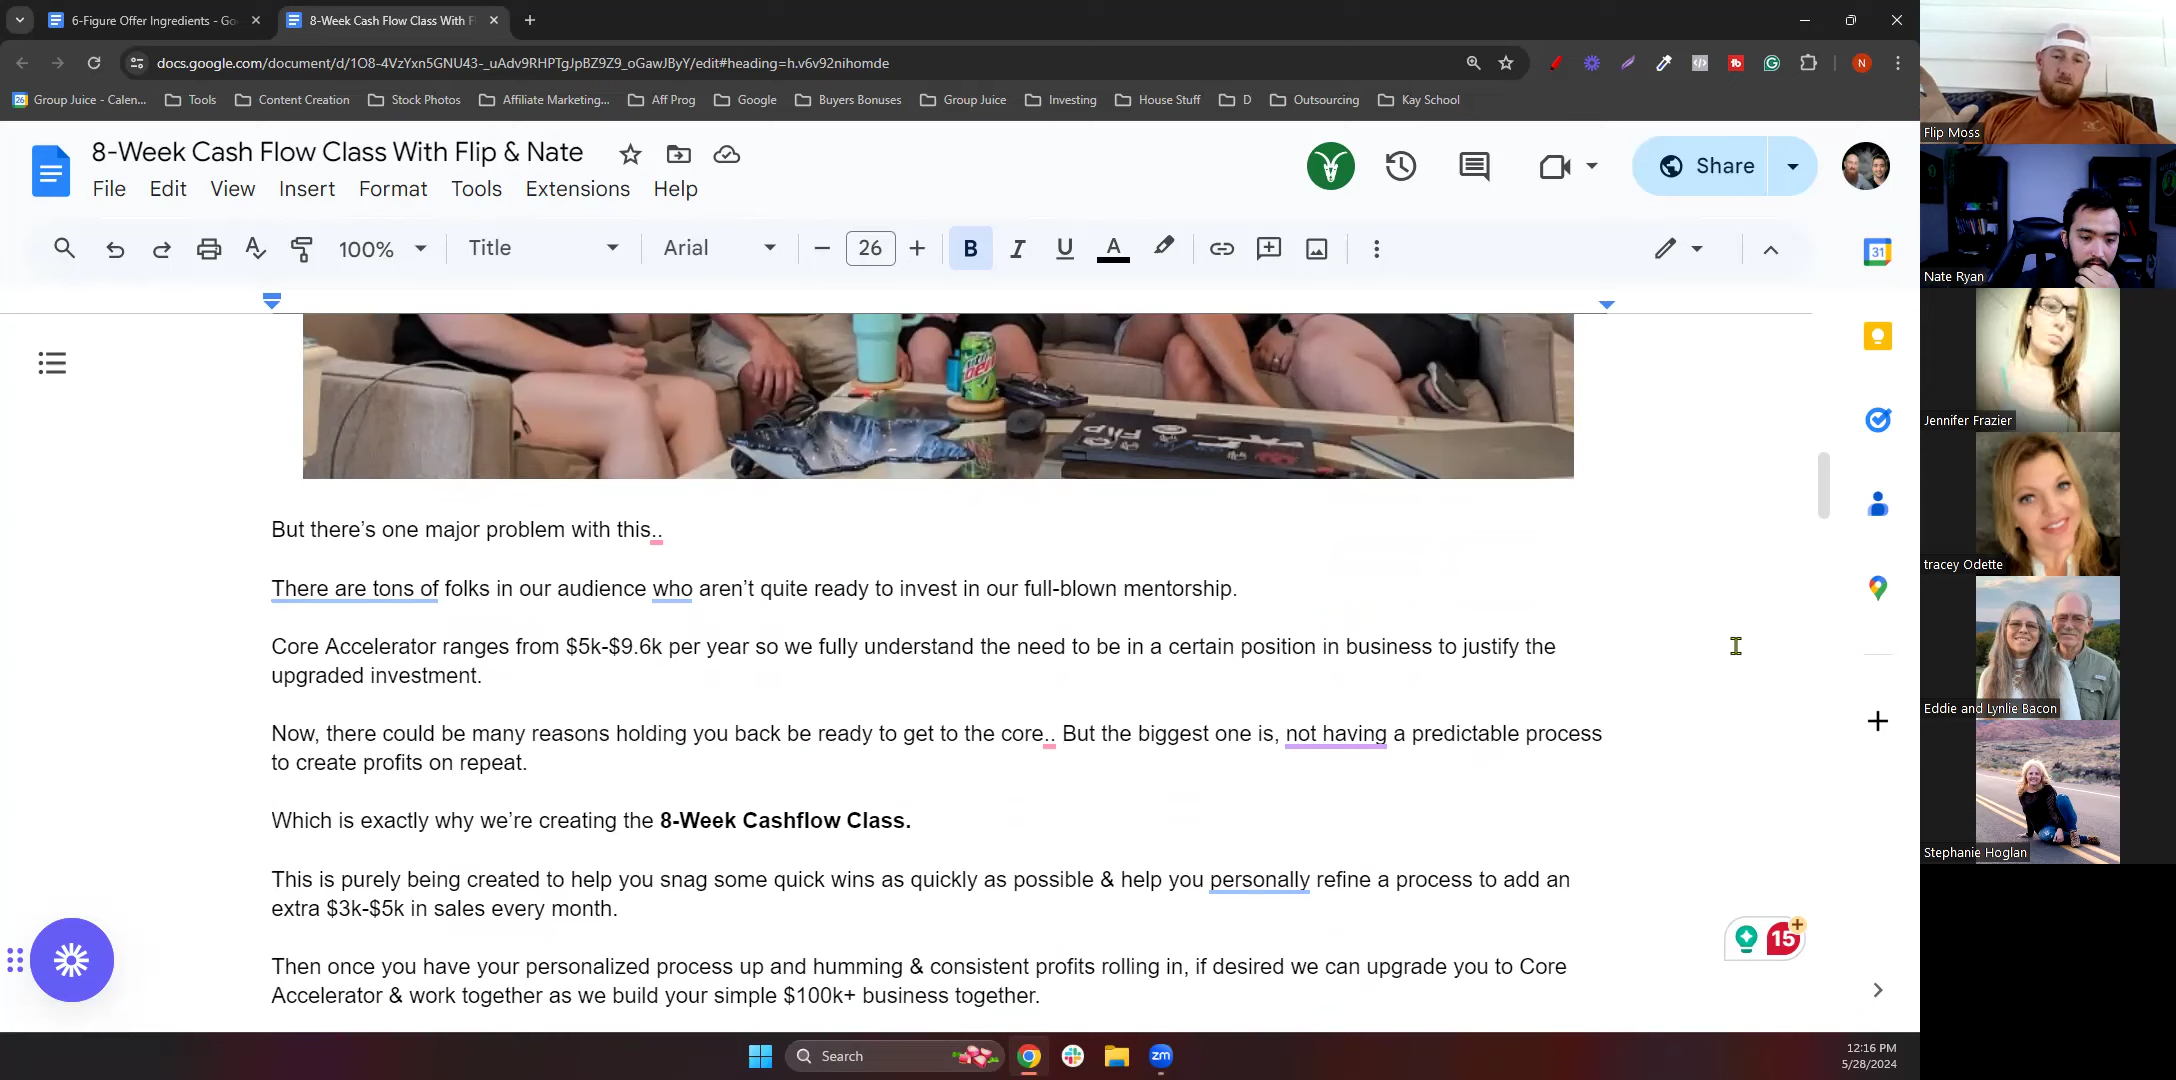 6-Figure Offer Ingredients - Go
8-Week Cash Flow Class With F
docs.google.com/document/d/1O8-4VzYxn5GNU43-_uAdv9RHPTgJpBZ9Z9_oGawJByY/edit#heading=h.v6v92nihomde
N
26 Group Juice - Calen... Tools Content Creation Stock Photos Affiliate Marketing... Aff Prog Google Buyers Bonuses Group Juice Investing House Stuff D Outsourcing Kay School
8-Week Cash Flow Class With Flip & Nate
Share
File Edit View Insert Format Tools Extensions Help
100% Title Arial 26 B I U A
31
Flip
But there's one major problem with this..
There are tons of folks in our audience who aren't quite ready to invest in our full-blown mentorship.
Core Accelerator ranges from $5k-$9.6k per year so we fully understand the need to be in a certain position in business to justify the
upgraded investment.
Now, there could be many reasons holding you back be ready to get to the core.. But the biggest one is, not having a predictable process
to create profits on repeat.
Which is exactly why we're creating the 8-Week Cashflow Class.
This is purely being created to help you snag some quick wins as quickly as possible & help you personally refine a process to add an
extra $3k-$5k in sales every month.
15
Then once you have your personalized process up and humming & consistent profits rolling in, if desired we can upgrade you to Core
Accelerator & work together as we build your simple $100k+ business together.
Search
zm
12:16 PM
5/28/2024
Flip Moss
Nate Ryan
Jennifer Frazier
tracey Odette
Eddie and Lynlie Bacon
Stephanie Hoglan